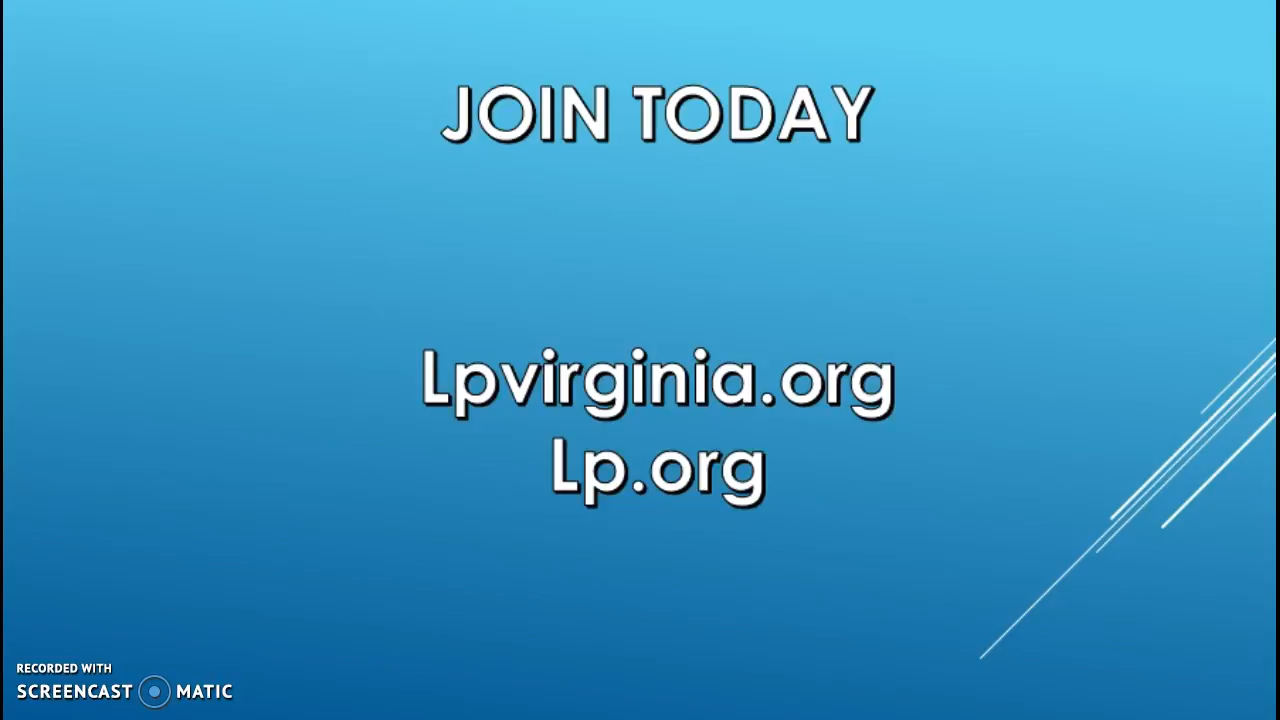 JOIN TODAY
Lpvirginia.org
Lp.org
RECORDED WITH
SCREENCAST MATIC